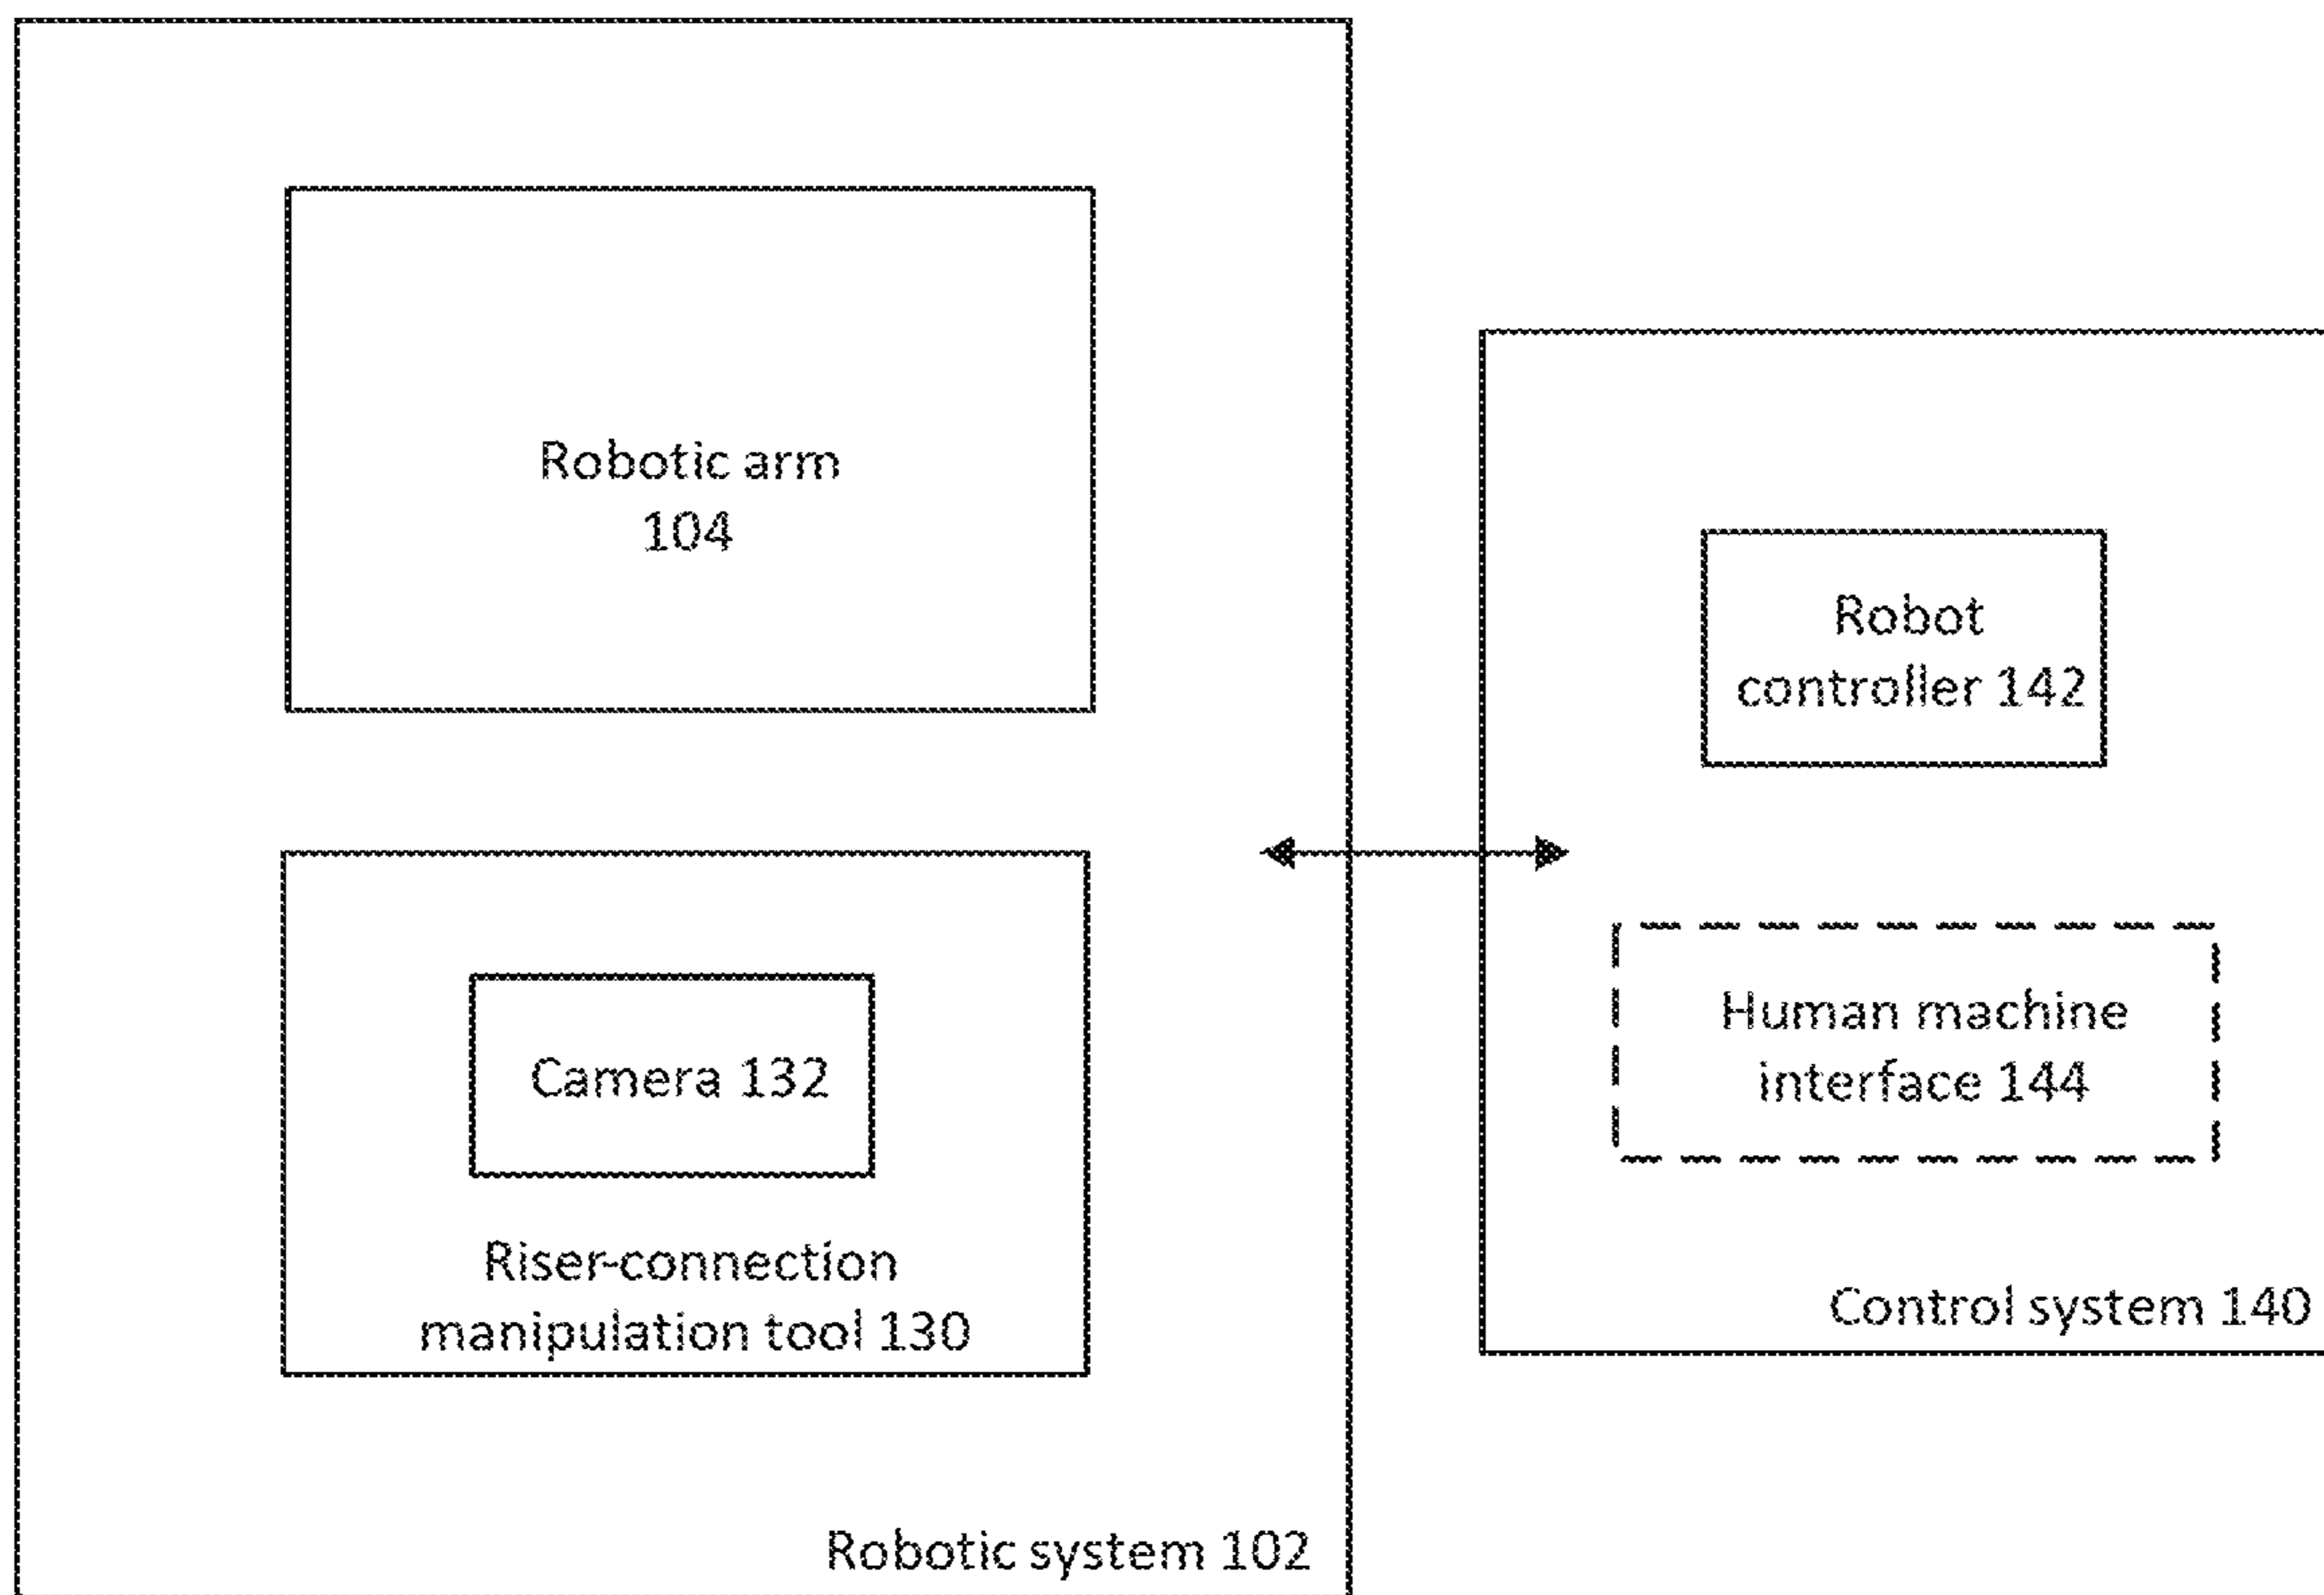 Robotic arm
104
Camera 132
Riser-connection
manipulation tool 130
Robotic system 102
Robot
controller 142
Human machine
interface 144
Control system 140